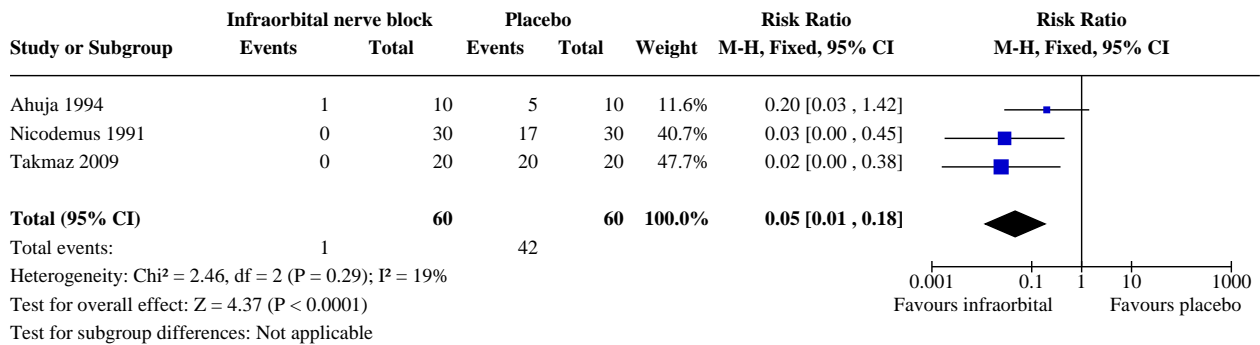 Infraorbital nerve block Placebo Risk Ratio Risk Ratio
Study or Subgroup Events Total Events Total Weight M-H, Fixed, 95% CI M-H, Fixed, 95% CI
Ahuja 1994 1 10 5 10 11.6% 0.20 [0.03 , 1.42]
Nicodemus 1991 0 30 17 30 40.7% 0.03 [0.00 , 0.45]
Takmaz 2009 0 20 20 20 47.7% 0.02 [0.00 , 0.38]
Total (95% CI) 60 60 100.0% 0.05 [0.01 , 0.18]
Total events: 1 42
Heterogeneity: Chi² = 2.46, df = 2 (P = 0.29); I² = 19%
Test for overall effect: Z = 4.37 (P < 0.0001)
Test for subgroup differences: Not applicable
0.001 0.1 1 10 1000
Favours infraorbital Favours placebo